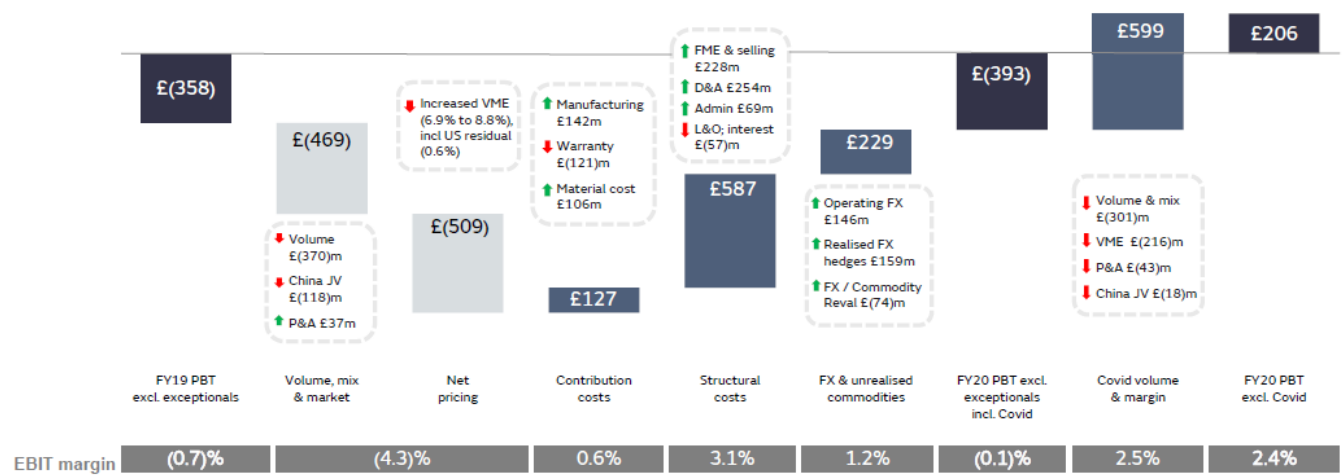 £(358)
£(469)
Volume
£(370)m
China JV
£(118)m
P&A £37m
Increased VME
(6.9% to 8.8%),
incl US residual
(0.6%)
£(509)
Manufacturing
£142m
Warranty
£(121)m
Material cost
£106m
£127
FME & selling
£228m
D&A £254m
Admin £69m
L&O; interest
£(57)m
£587
£229
Operating FX
£146m
Realised FX
hedges £159m
FX / Commodity
Reval £(74)m
£(393)
£599
Volume & mix
£(301)m
VME £(216)m
P&A £(43)m
China JV £(18)m
£206
FY19 PBT
excl. exceptionals
Volume, mix
& market
Net
pricing
Contribution
costs
Structural
costs
FX & unrealised
commodities
FY20 PBT excl.
exceptionals
incl. Covid
Covid volume
& margin
FY20 PBT
excl. Covid
EBIT margin (0.7)% (4.3)% 0.6% 3.1% 1.2% (0.1)% 2.5% 2.4%